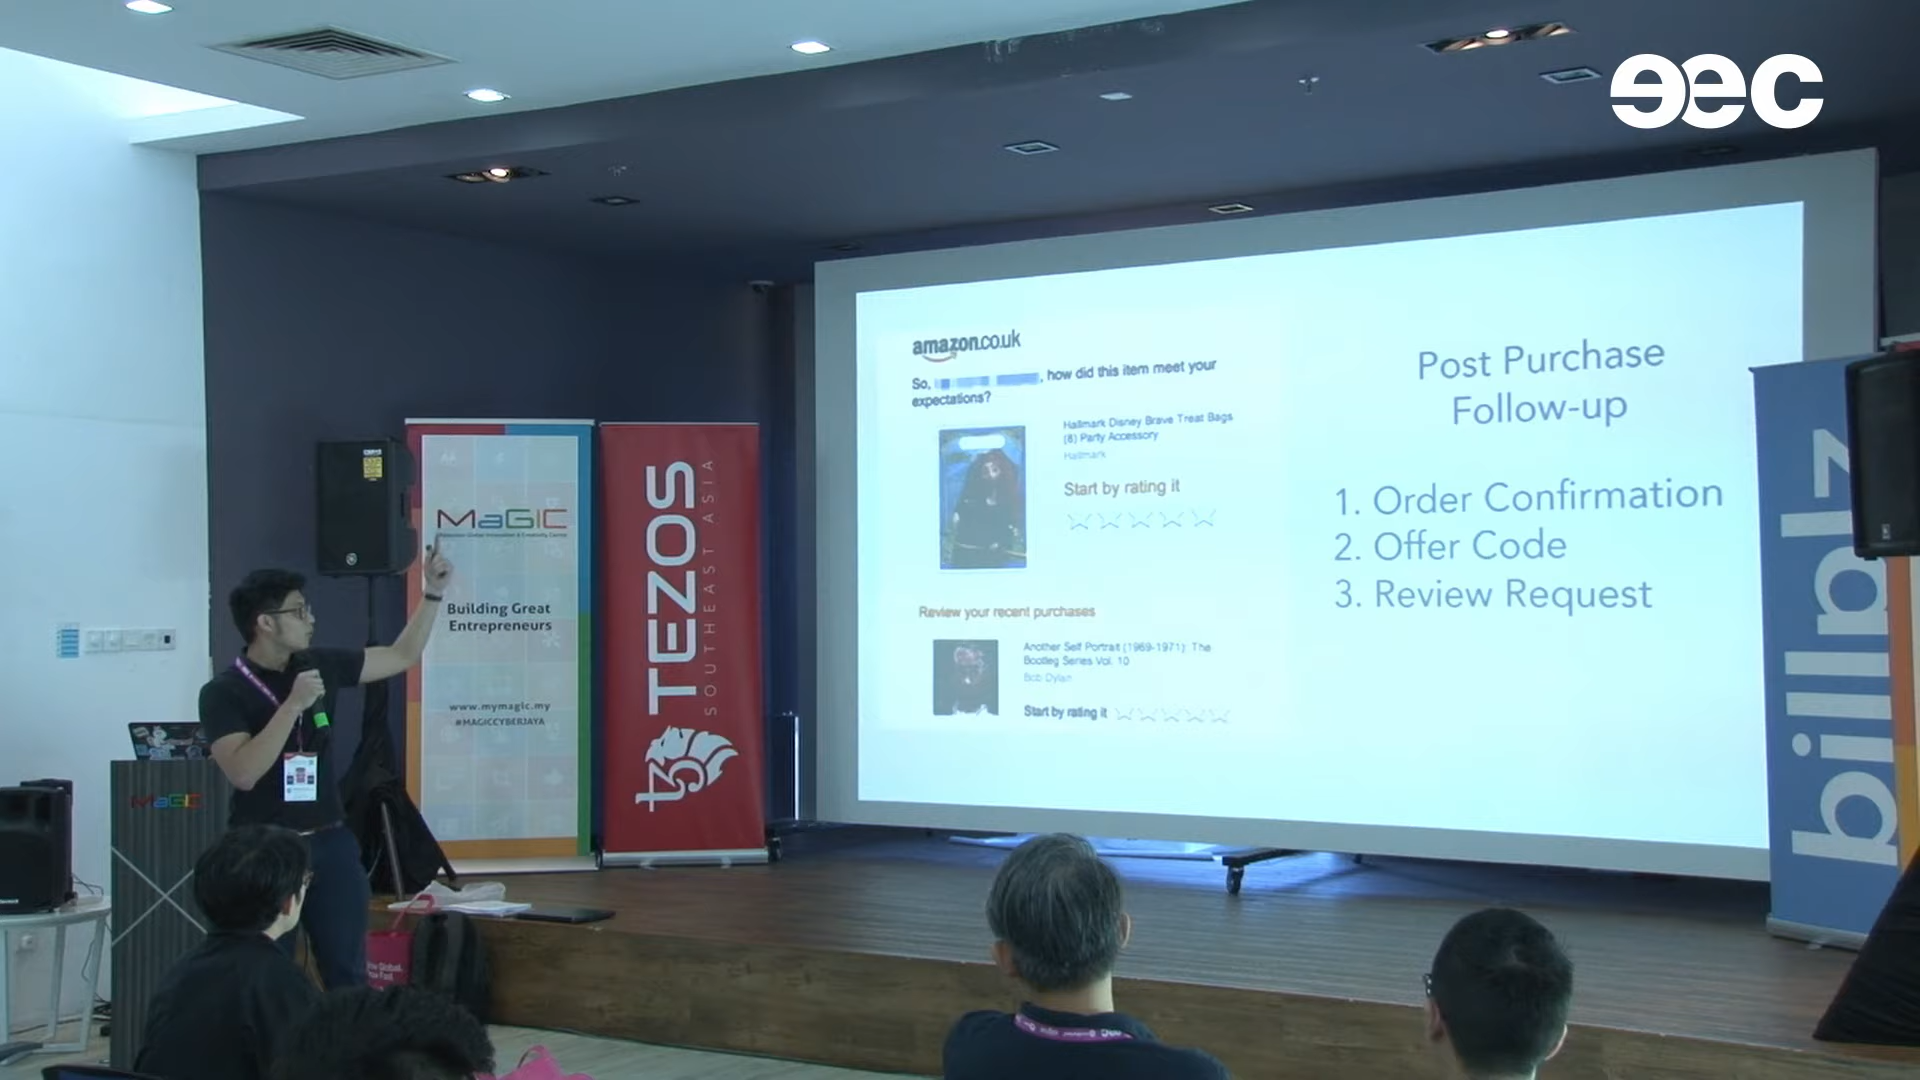 eec
amazon.co.uk
So, , how did this item meet your
expectations?
Hallmark Disney Brave Treat Bags
(8) Party Accessory
Hallmark
Start by rating it
Review your recent purchases
Another Self Portrait (1969-1971): The
Bootleg Series Vol. 10
Bob Dylan
Start by rating it
Post Purchase
Follow-up
1. Order Confirmation
2. Offer Code
3. Review Request
MaGIC
Building Great
Entrepreneurs
www.mymagic.my
#MAGICCYBERJAYA
TEZOS
SOUTHEAST ASIA
billplz
MaGIC